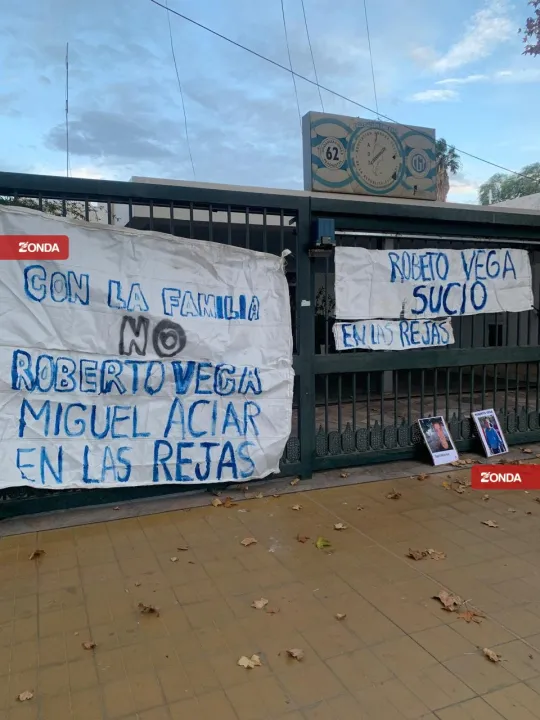 62
ZONDA
CON LA FAMILIA
NO
ROBERTO VEGA
MIGUEL ACIAR
EN LAS REJAS
ROBETO VEGA
SUCIO
EN LAS REJAS
ZONDA